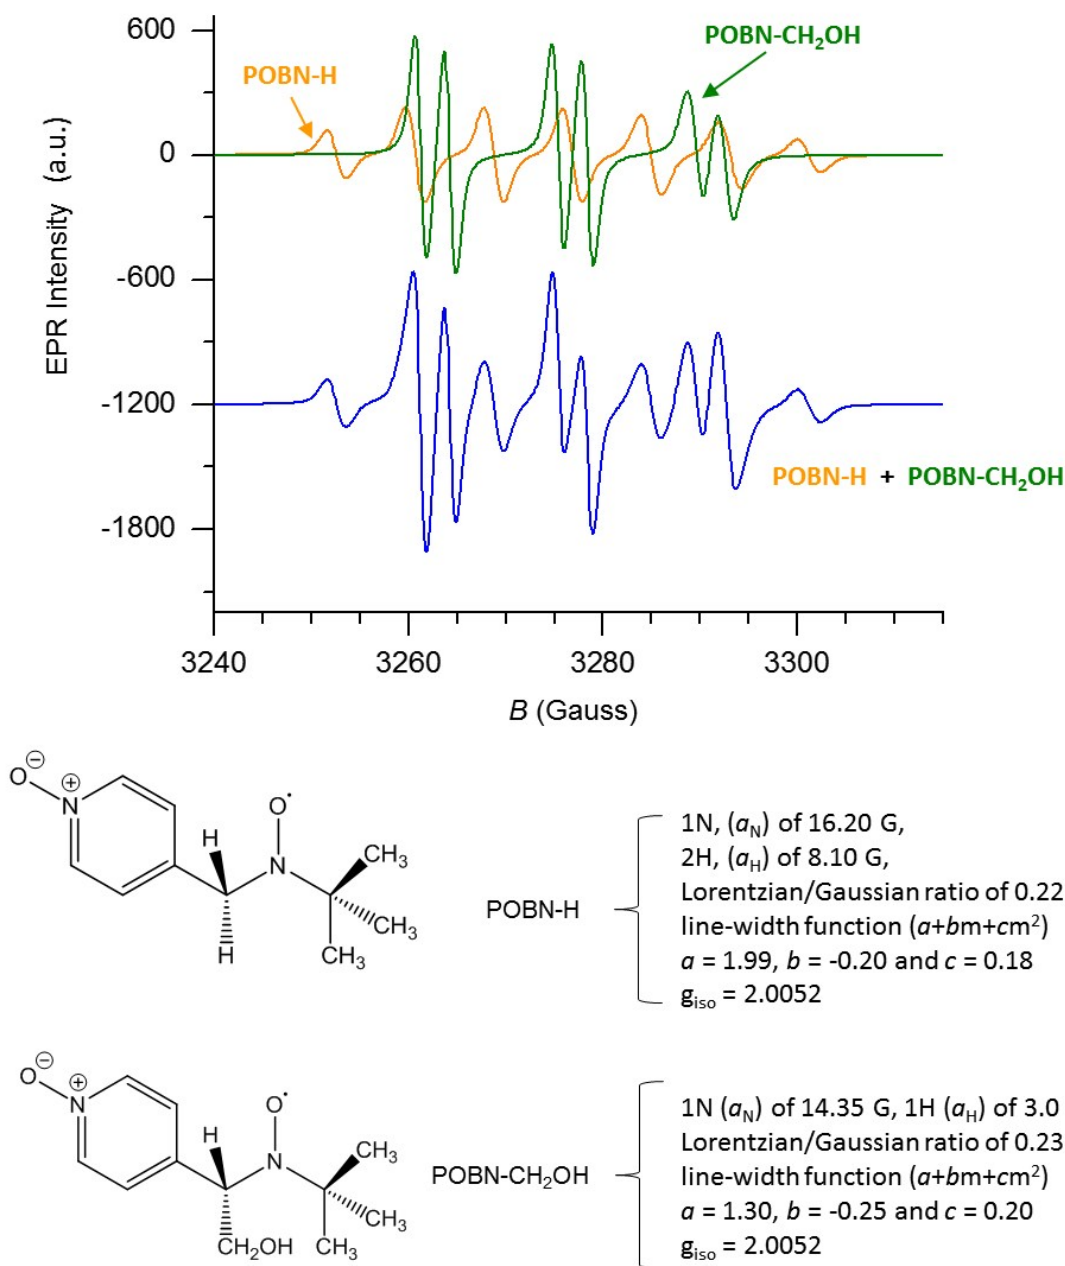 600
0
-600
-1200
-1800
EPR Intensity (a.u.)
POBN-H
POBN-CH₂OH
POBN-H + POBN-CH₂OH
3240 3260 3280 3300
B (Gauss)
O⊖
N⊕
H
O•
N
CH₃
CH₃
CH₃
H
POBN-H
1N, (aN) of 16.20 G,
2H, (aH) of 8.10 G,
Lorentzian/Gaussian ratio of 0.22
line-width function (a+bm+cm²)
a = 1.99, b = -0.20 and c = 0.18
giso = 2.0052
O⊖
N⊕
H
O•
N
CH₃
CH₃
CH₂OH CH₃
POBN-CH₂OH
1N (aN) of 14.35 G, 1H (aH) of 3.0
Lorentzian/Gaussian ratio of 0.23
line-width function (a+bm+cm²)
a = 1.30, b = -0.25 and c = 0.20
giso = 2.0052